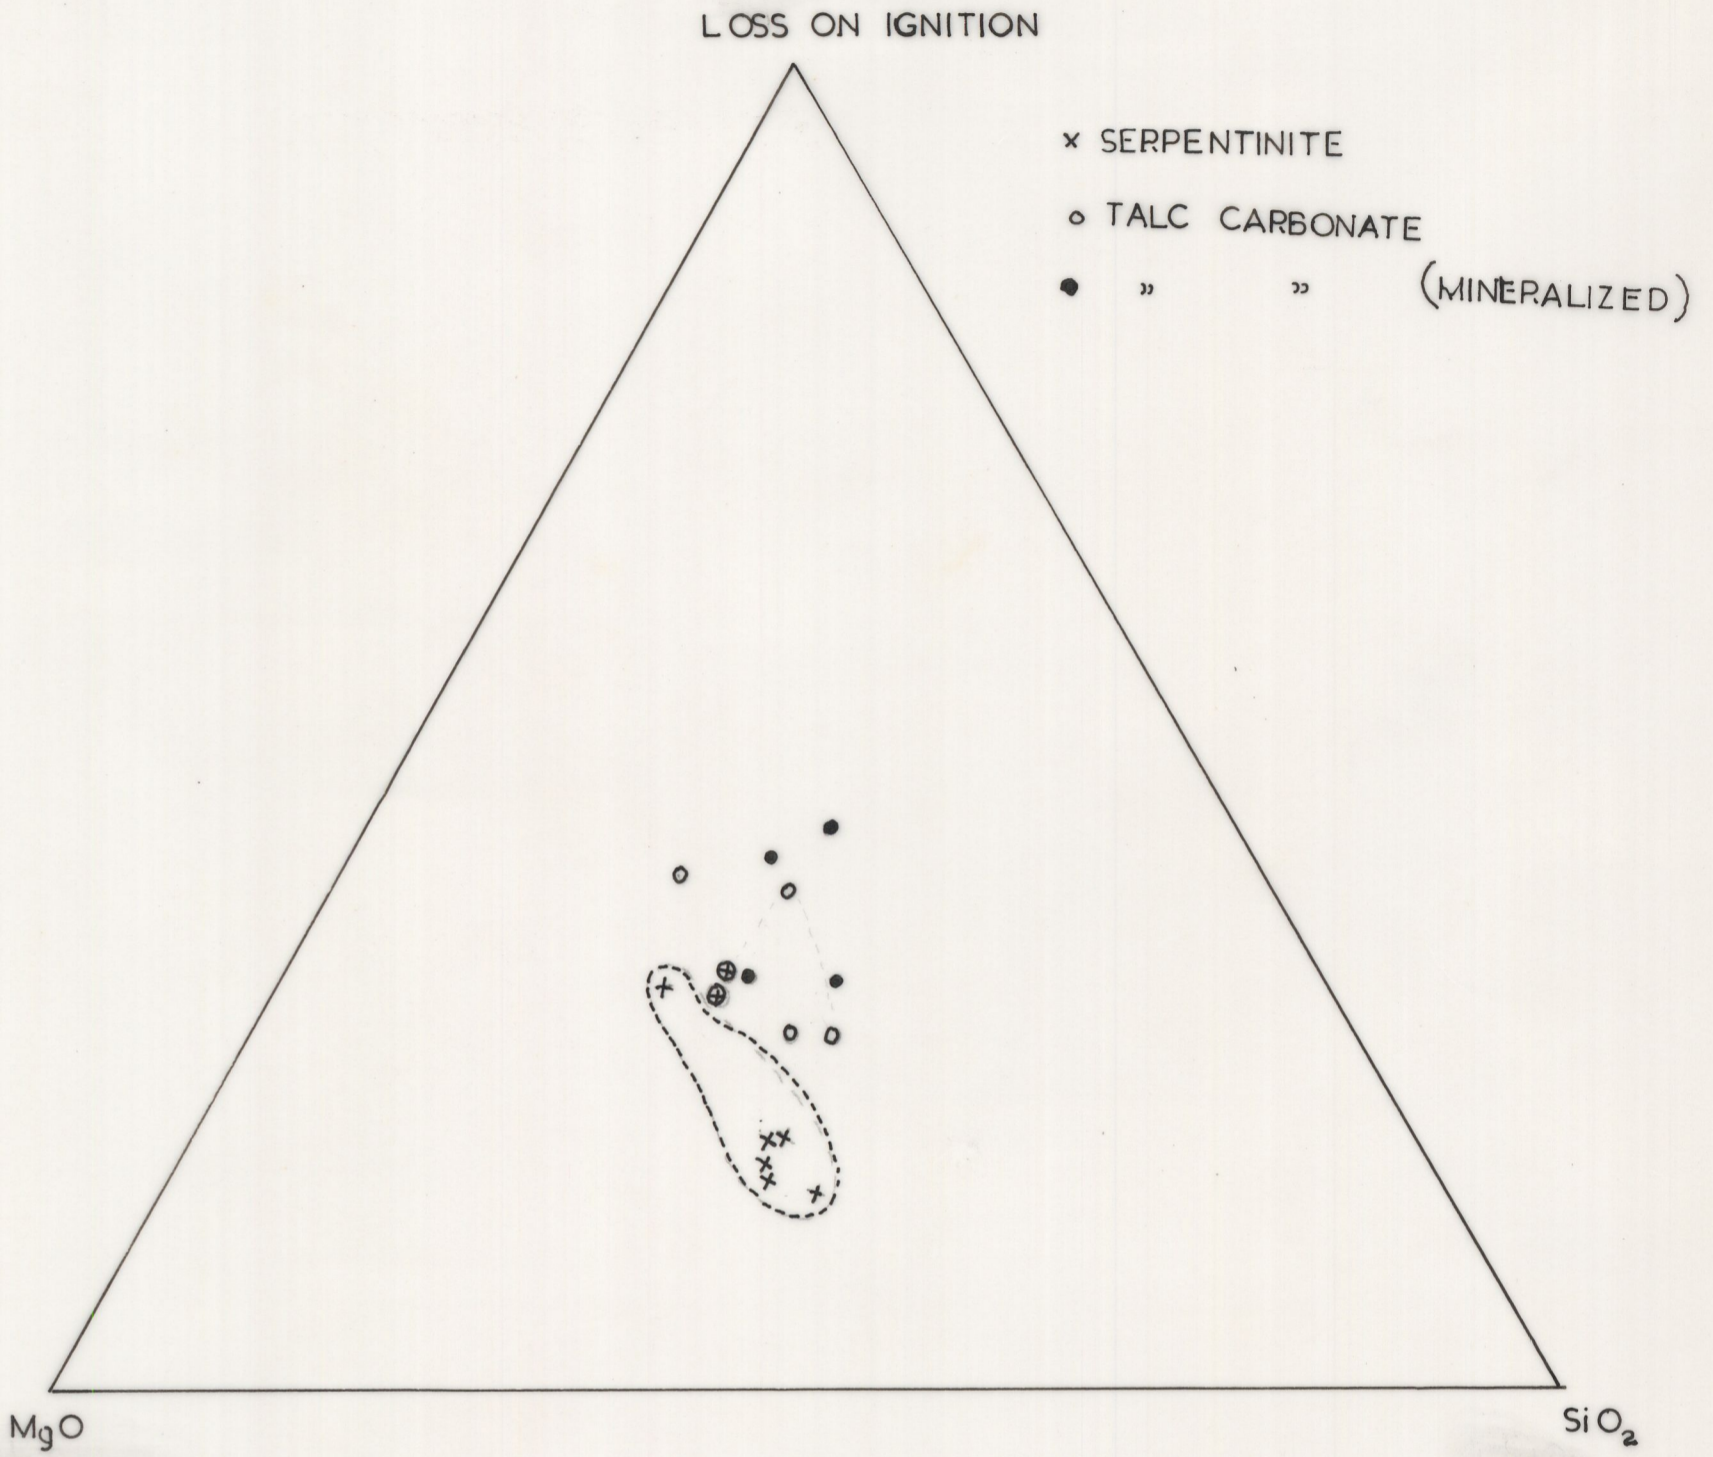 LOSS ON IGNITION
x SERPENTINITE
o TALC CARBONATE
● " " (MINERALIZED)
MgO
SiO₂